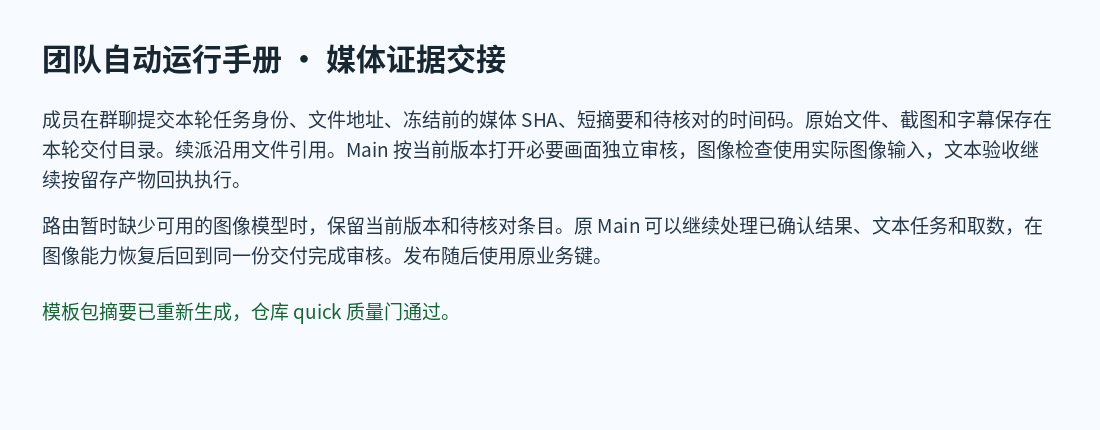 团队自动运行手册 · 媒体证据交接
成员在群聊提交本轮任务身份、文件地址、冻结前的媒体 SHA、短摘要和待核对的时间码。原始文件、截图和字幕保存在
本轮交付目录。续派沿用文件引用。Main 按当前版本打开必要画面独立审核，图像检查使用实际图像输入，文本验收继
续按留存产物回执执行。
路由暂时缺少可用的图像模型时，保留当前版本和待核对条目。原 Main 可以继续处理已确认结果、文本任务和取数，在
图像能力恢复后回到同一份交付完成审核。发布随后使用原业务键。
模板包摘要已重新生成，仓库 quick 质量门通过。